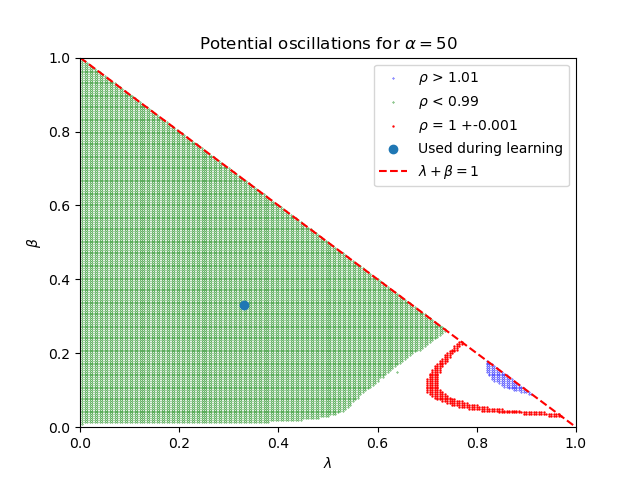 Potential oscillations for α = 50
1.0
0.8
0.6
0.4
0.2
0.0
β
ρ > 1.01
ρ < 0.99
ρ = 1 +-0.001
Used during learning
λ + β = 1
0.0 0.2 0.4 0.6 0.8 1.0
λ